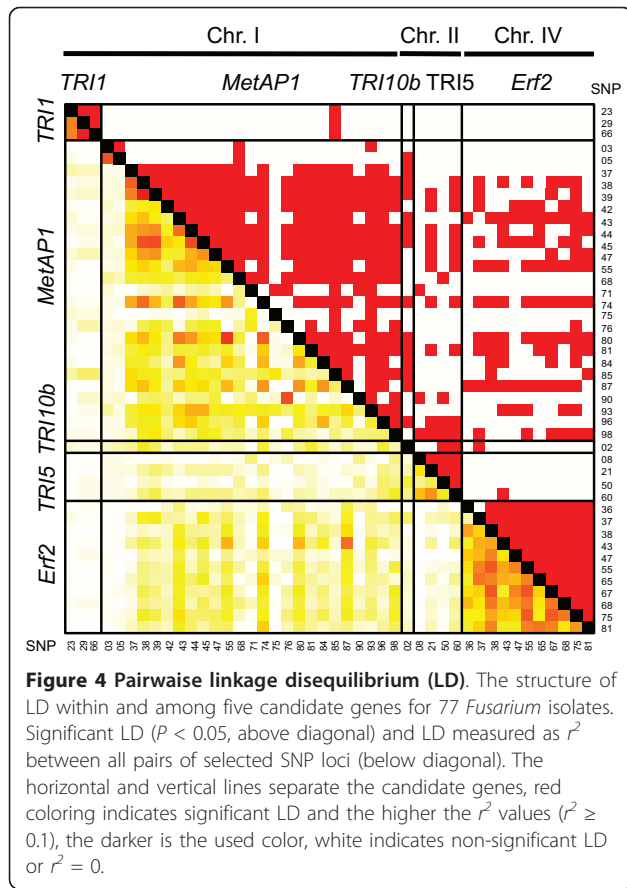 Chr. I Chr. II Chr. IV
TRI1 MetAP1 TRI10b TRI5 Erf2 SNP
TRI1
MetAP1
TRI10b
TRI5
Erf2
23
29
66
03
05
37
38
39
42
43
44
45
47
55
68
71
74
75
76
80
81
84
85
87
90
93
96
98
02
08
21
50
60
36
37
38
43
47
55
65
67
68
75
81
SNP 23 29 66 03 05 37 38 39 42 43 44 45 47 55 68 71 74 75 76 80 81 84 85 87 90 93 96 98 02 08 21 50 60 36 37 38 43 47 55 65 67 68 75 81
Figure 4 Pairwaise linkage disequilibrium (LD). The structure of
LD within and among five candidate genes for 77 Fusarium isolates.
Significant LD (P < 0.05, above diagonal) and LD measured as r²
between all pairs of selected SNP loci (below diagonal). The
horizontal and vertical lines separate the candidate genes, red
coloring indicates significant LD and the higher the r² values (r² ≥
0.1), the darker is the used color, white indicates non-significant LD
or r² = 0.